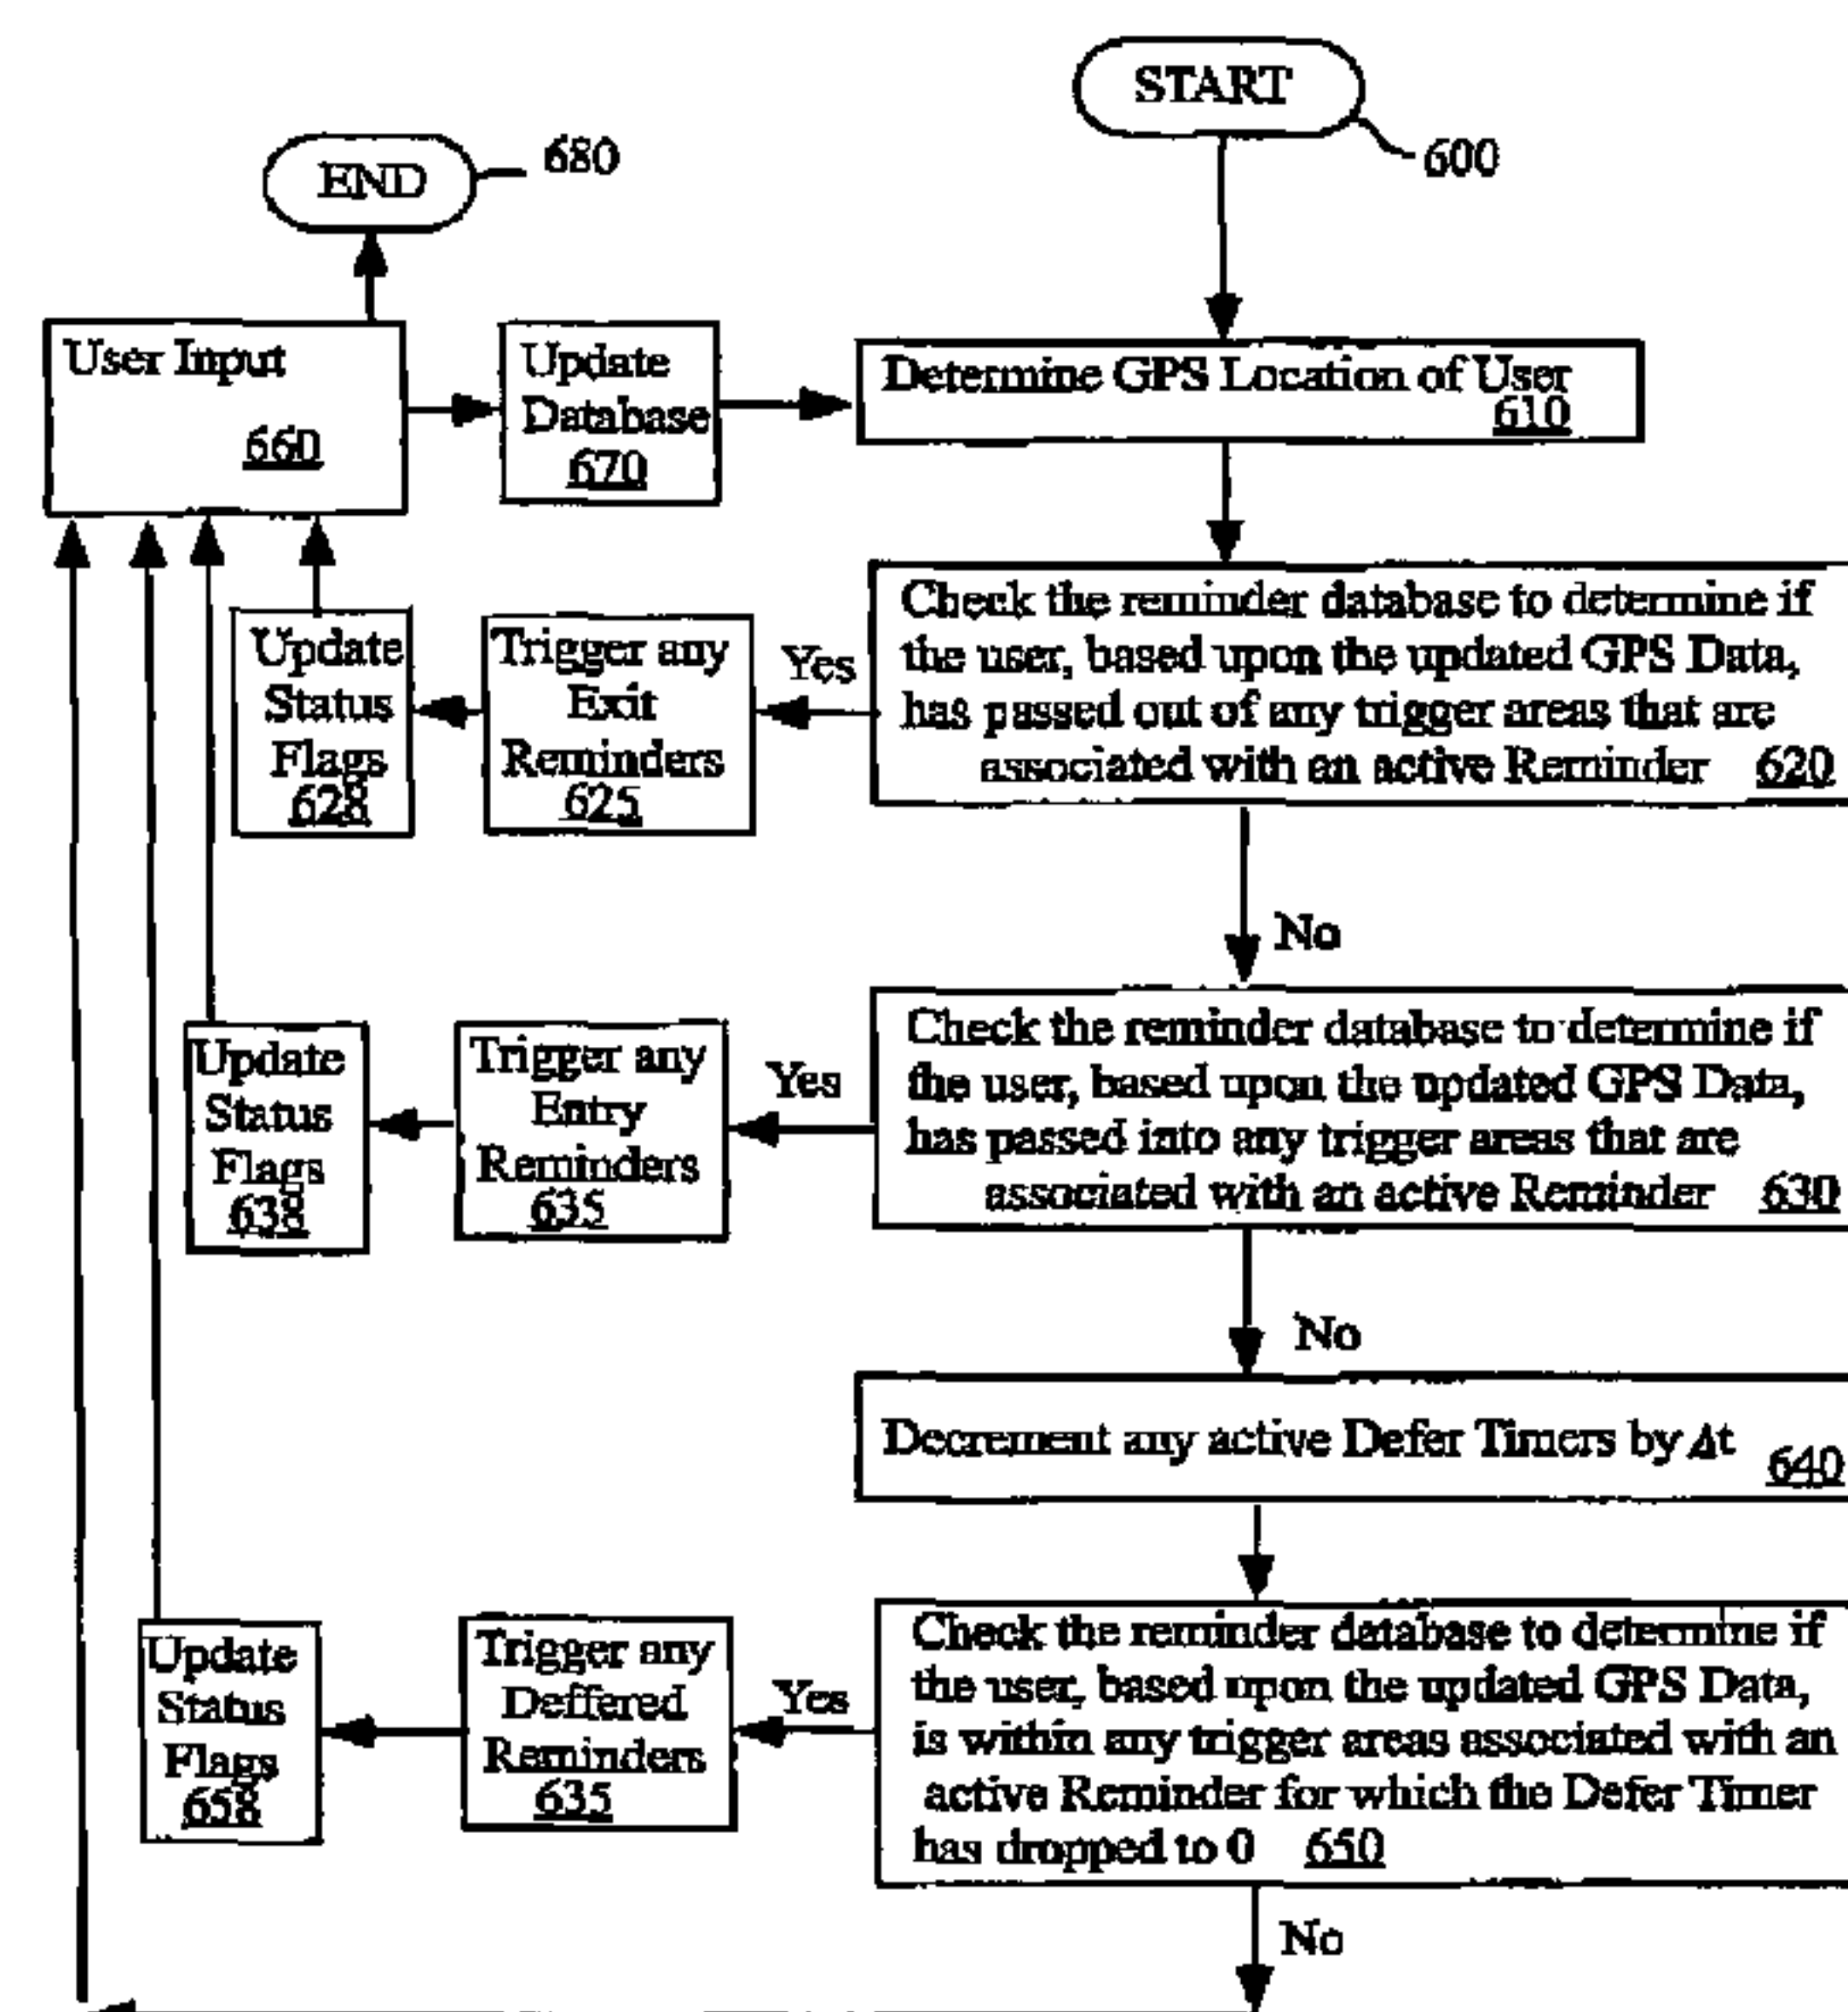 START
600
END
680
User Input
660
Update
Database
670
Determine GPS Location of User
610
Check the reminder database to determine if
the user, based upon the updated GPS Data,
has passed out of any trigger areas that are
associated with an active Reminder 620
Yes
Trigger any
Exit
Reminders
625
Update
Status
Flags
628
No
Check the reminder database to determine if
the user, based upon the updated GPS Data,
has passed into any trigger areas that are
associated with an active Reminder 630
Yes
Trigger any
Entry
Reminders
635
Update
Status
Flags
638
No
Decrement any active Defer Timers by Δt
640
Check the reminder database to determine if
the user, based upon the updated GPS Data,
is within any trigger areas associated with an
active Reminder for which the Defer Timer
has dropped to 0 650
Yes
Trigger any
Deffered
Reminders
635
Update
Status
Flags
658
No